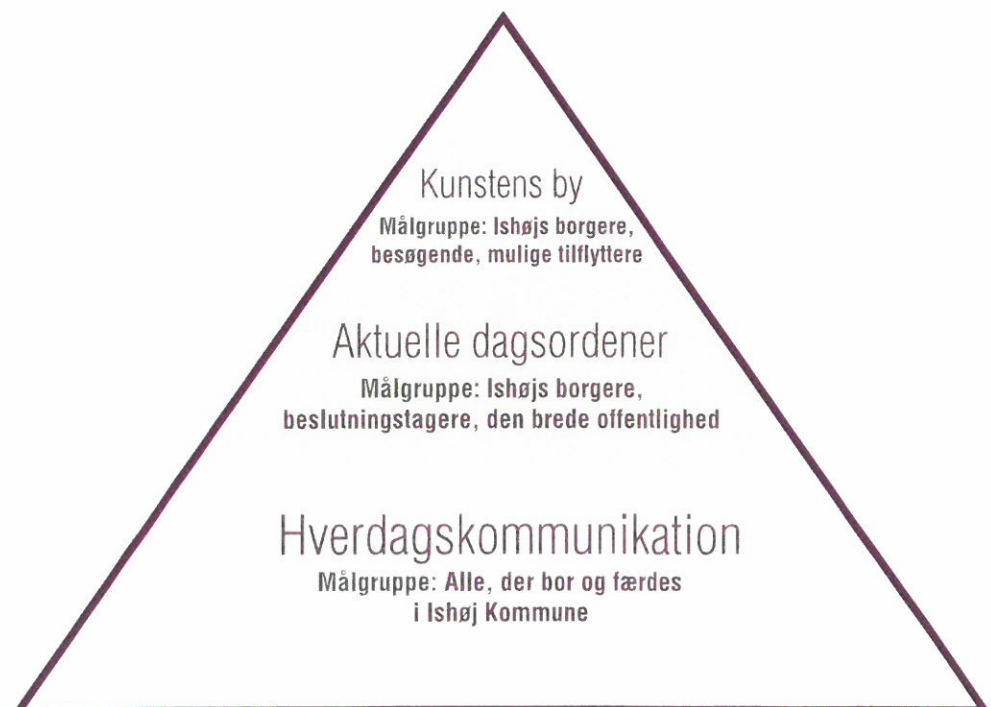 Kunstens by
Målgruppe: Ishøjs borgere,
besøgende, mulige tilflyttere
Aktuelle dagsordener
Målgruppe: Ishøjs borgere,
beslutningstagere, den brede offentlighed
Hverdagskommunikation
Målgruppe: Alle, der bor og færdes
i Ishøj Kommune